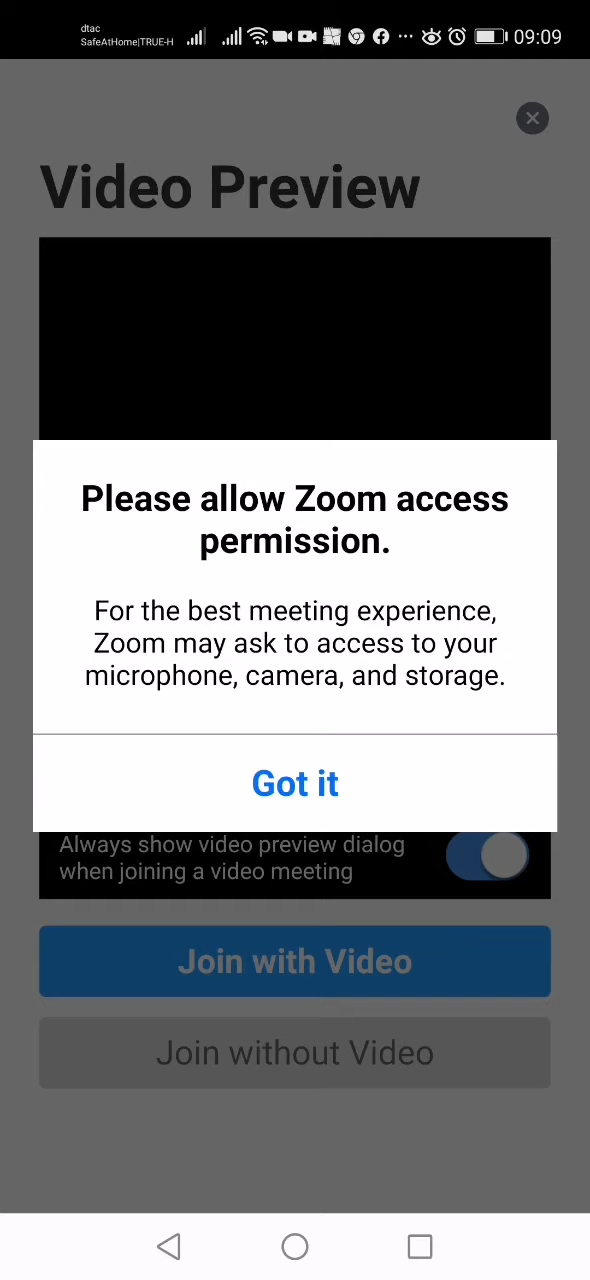 dtac
SafeAtHome|TRUE-H
09:09
Video Preview
Please allow Zoom access
permission.
For the best meeting experience,
Zoom may ask to access to your
microphone, camera, and storage.
Got it
Always show video preview dialog
when joining a video meeting
Join with Video
Join without Video